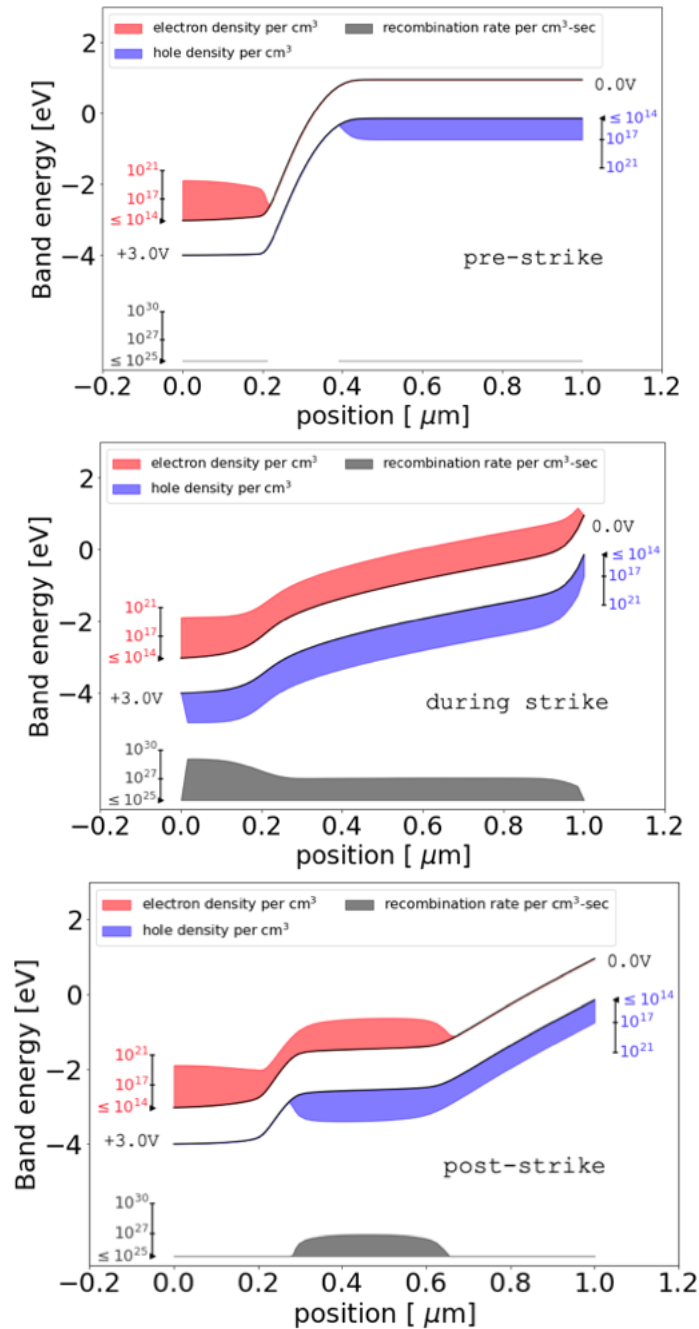 electron density per cm³ recombination rate per cm³-sec
hole density per cm³
2
0
−2
−4
Band energy [eV]
0.0V
≤ 10¹⁴
10¹⁷
10²¹
10²¹
10¹⁷
≤ 10¹⁴
+3.0V
pre-strike
10³⁰
10²⁷
≤ 10²⁵
−0.2 0.0 0.2 0.4 0.6 0.8 1.0 1.2
position [ μm]
electron density per cm³ recombination rate per cm³-sec
hole density per cm³
2
0
−2
−4
Band energy [eV]
0.0V
≤ 10¹⁴
10¹⁷
10²¹
10²¹
10¹⁷
≤ 10¹⁴
+3.0V
during strike
10³⁰
10²⁷
≤ 10²⁵
−0.2 0.0 0.2 0.4 0.6 0.8 1.0 1.2
position [ μm]
electron density per cm³ recombination rate per cm³-sec
hole density per cm³
2
0
−2
−4
Band energy [eV]
0.0V
≤ 10¹⁴
10¹⁷
10²¹
10²¹
10¹⁷
≤ 10¹⁴
+3.0V
post-strike
10³⁰
10²⁷
≤ 10²⁵
−0.2 0.0 0.2 0.4 0.6 0.8 1.0 1.2
position [ μm]